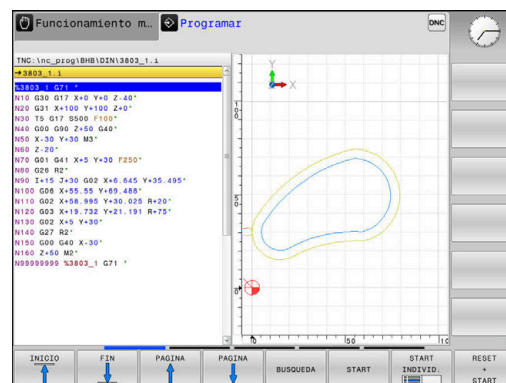 Funcionamiento m... Programar
DNC
TNC:\nc_prog\BHB\DIN\3803_1.i
→3803_1.i
%3803_1 G71 *
N10 G30 G17 X+0 Y+0 Z-40*
N20 G31 X+100 Y+100 Z+0*
N30 T5 G17 S500 F100*
N40 G00 G90 Z+50 G40*
N50 X-30 Y+30 M3*
N60 Z-20*
N70 G01 G41 X+5 Y+30 F250*
N80 G26 R2*
N90 I+15 J+30 G02 X+6.645 Y+35.495*
N100 G06 X+55.55 Y+69.488*
N110 G02 X+58.995 Y+30.025 R+20*
N120 G03 X+19.732 Y+21.191 R+75*
N130 G02 X+5 Y+30*
N140 G27 R2*
N150 G00 G40 X-30*
N160 Z+50 M2*
N99999999 %3803_1 G71 *
Y
X
50
0
0
50
INICIO
FIN
PAGINA
PAGINA
BUSQUEDA
START
START
INDIVID.
RESET
+
START